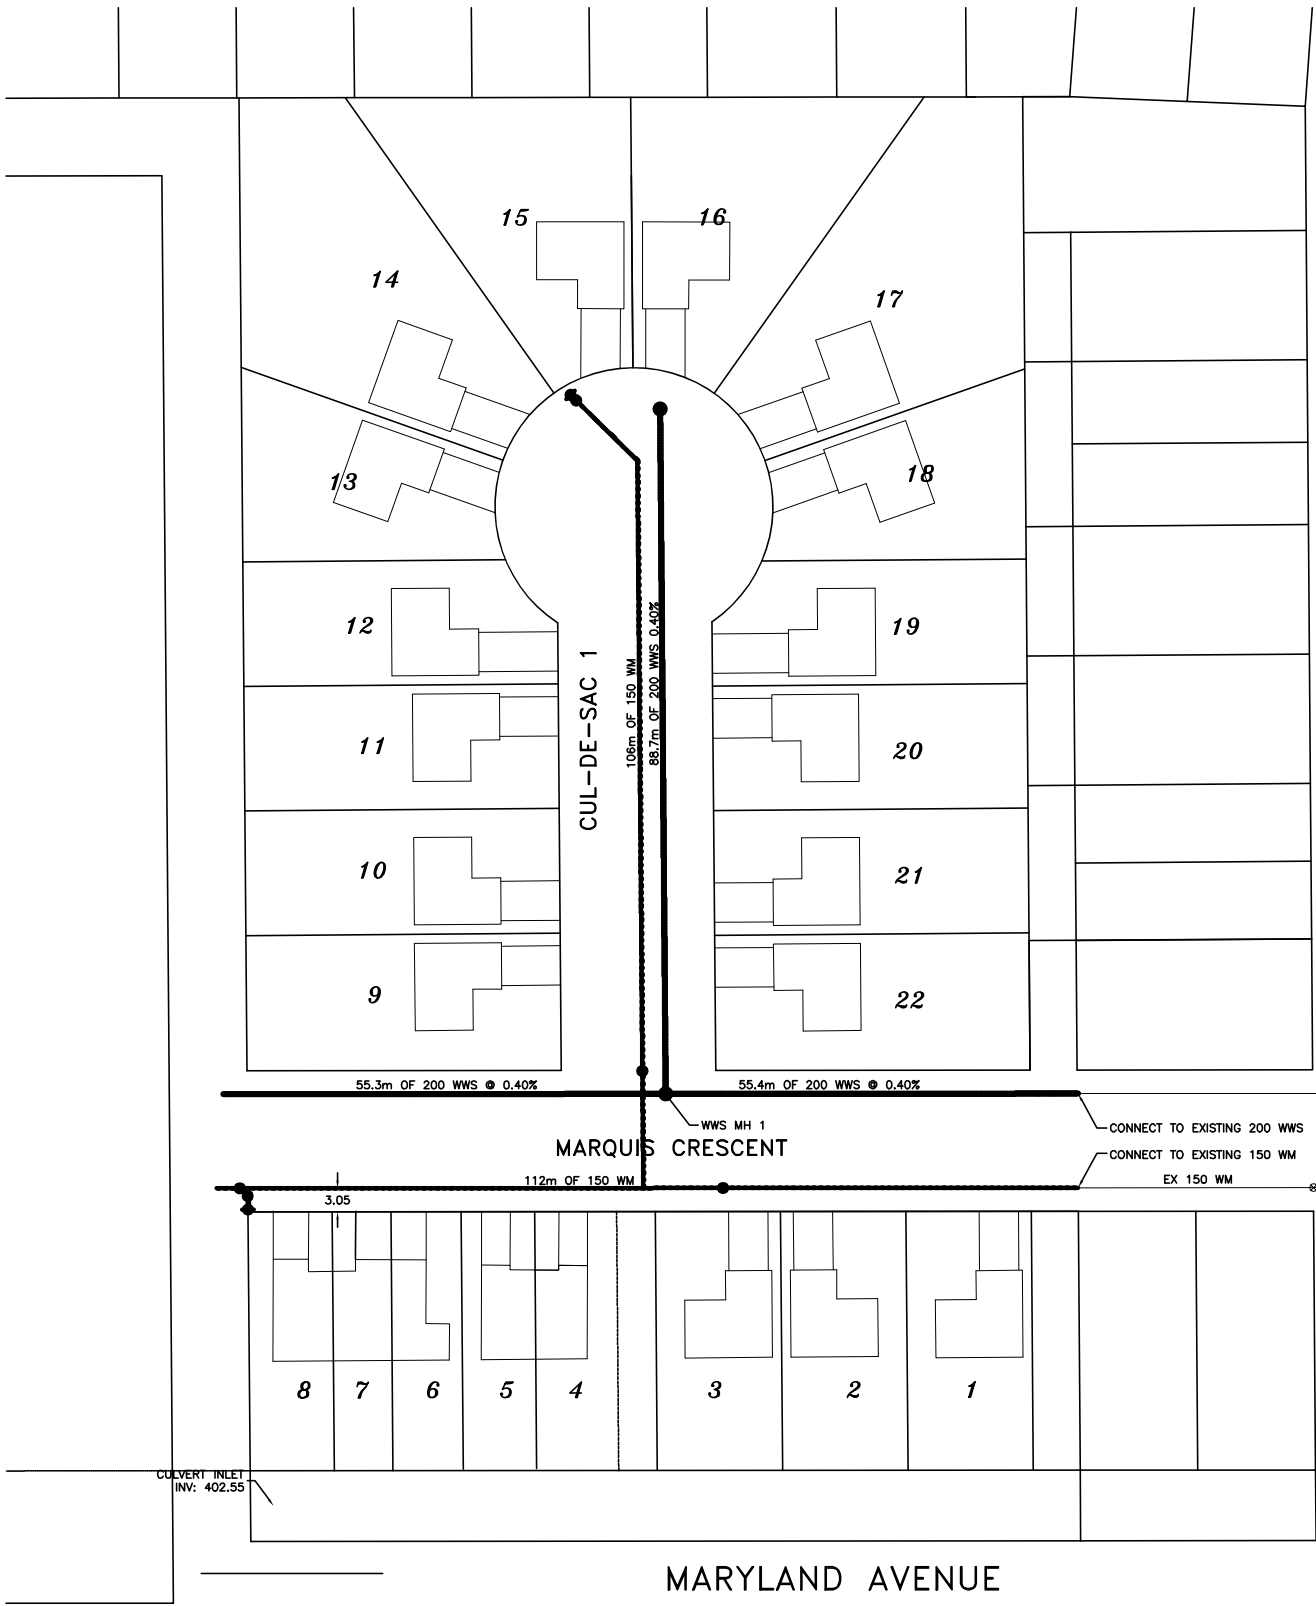 15
16
14
17
13
18
12
19
CUL-DE-SAC 1
106m OF 150 WM
88.7m OF 200 WWS 0.40%
11
20
10
21
9
22
55.3m OF 200 WWS @ 0.40%
55.4m OF 200 WWS @ 0.40%
WWS MH 1
CONNECT TO EXISTING 200 WWS
MARQUIS CRESCENT
CONNECT TO EXISTING 150 WM
112m OF 150 WM
EX 150 WM
3.05
8
7
6
5
4
3
2
1
CULVERT INLET
INV: 402.55
MARYLAND AVENUE